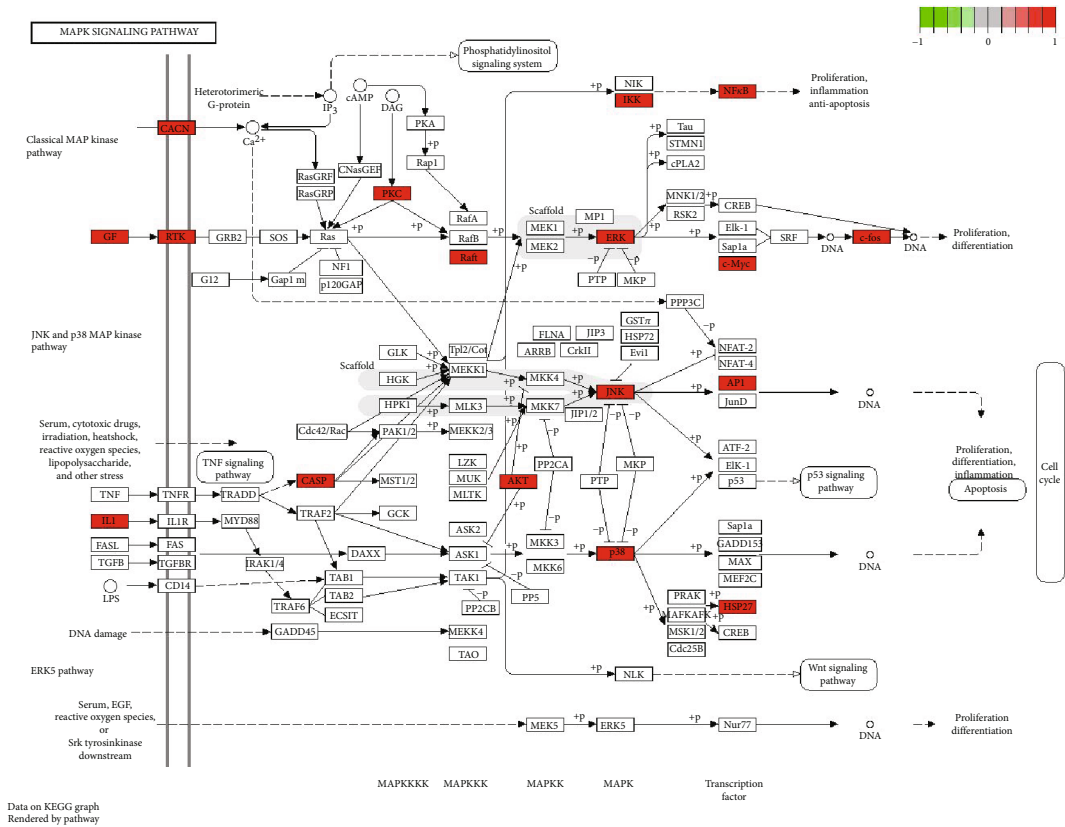 MAPK SIGNALING PATHWAY
−1
0
1
Phosphatidylinositol
signaling system
Heterotorimeric
G-protein
IP3
cAMP
DAG
NIK
IKK
+p
NFκB
Proliferation,
inflammation
anti-apoptosis
Classical MAP kinase
pathway
CACN
Ca2+
PKA
+p
Rap1
CNasGEF
RasGRF
RasGRP
PKC
Tau
STMN1
cPLA2
+p
+p
MNK1/2
RSK2
+p
CREB
Scaffold
MP1
GF
RTK
GRB2
SOS
Ras
+p
+p
RafA
RafB
Raft
+p
MEK1
MEK2
+p
ERK
+p
Elk-1
Sap1a
c-Myc
SRF
DNA
c-fos
DNA
Proliferation,
differentiation
G12
Gap1 m
NF1
p120GAP
+p
−p
−p
PTP
MKP
PPP3C
−p
JNK and p38 MAP kinase
pathway
GSTπ
HSP72
Evi1
FLNA
JIP3
ARRB
CrkII
NFAT-2
NFAT-4
Scaffold
GLK
HGK
+p
+p
Tpl2/Cot
MEKK1
MKK4
+p
JNK
−p
+p
AP1
JunD
DNA
HPK1
+p
+p
MLK3
+p
MKK7
+p
JIP1/2
−p
−p
Cdc42/Rac
PAK1/2
+p
MEKK2/3
−p
+p
Serum, cytotoxic drugs,
irradiation, heatshock,
reactive oxygen species,
lipopolysaccharide,
and other stress
TNF signaling
pathway
LZK
MUK
MLTK
PP2CA
PTP
MKP
ATF-2
ElK-1
p53
p53 signaling
pathway
Proliferation,
differentiation,
inflammation
Apoptosis
Cell
cycle
TNF
TNFR
TRADD
CASP
MST1/2
AKT
+p
+p
IL1
IL1R
MYD88
TRAF2
GCK
ASK2
−p
−p
−p
Sap1a
GADD153
MAX
MEF2C
FASL
FAS
DAXX
ASK1
+p
MKK3
MKK6
+p
p38
+p
DNA
TGFB
TGFBR
IRAK1/4
LPS
CD14
TAB1
TAB2
ECSIT
TRAF6
TAK1
−p
PP2CB
−p
PP5
PRAK
MAFKAFK
MSK1/2
Cdc25B
+p
+p
+p
HSP27
CREB
DNA damage
GADD45
MEKK4
TAO
ERK5 pathway
+p
NLK
Wnt signaling
pathway
Serum, EGF,
reactive oxygen species,
or
Srk tyrosinkinase
downstream
MEK5
+p
ERK5
+p
Nur77
DNA
Proliferation
differentiation
MAPKKKK
MAPKKK
MAPKK
MAPK
Transcription
factor
Data on KEGG graph
Rendered by pathway